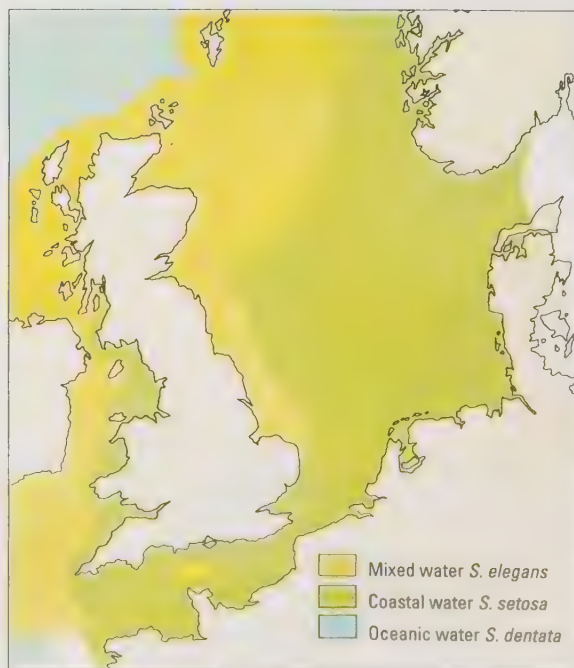 Mixed water S. elegans
Coastal water S. setosa
Oceanic water S. dentata